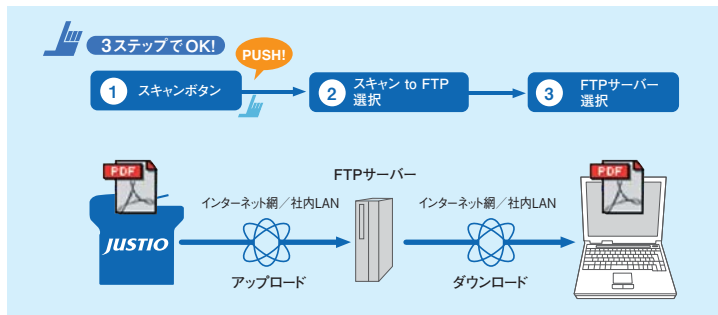 3ステップでOK!
PUSH!
1 スキャンボタン
2 スキャン to FTP
選択
3 FTPサーバー
選択
PDF
FTPサーバー
PDF
インターネット網／社内LAN
インターネット網／社内LAN
JUSTIO
アップロード
ダウンロード